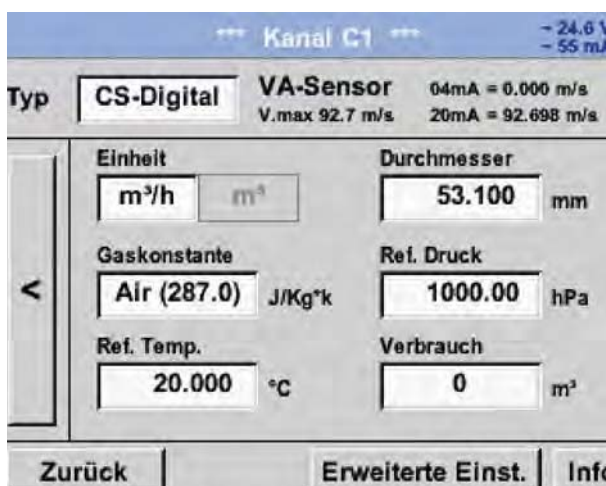 *** Kanal C1 ***
~ 24.6 V
~ 55 mA
Typ CS-Digital VA-Sensor 04mA = 0.000 m/s
V.max 92.7 m/s 20mA = 92.698 m/s
Einheit Durchmesser
m³/h m³ 53.100 mm
Gaskonstante Ref. Druck
< Air (287.0) J/Kg*k 1000.00 hPa
Ref. Temp. Verbrauch
20.000 °C 0 m³
Zurück Erweiterte Einst. Info